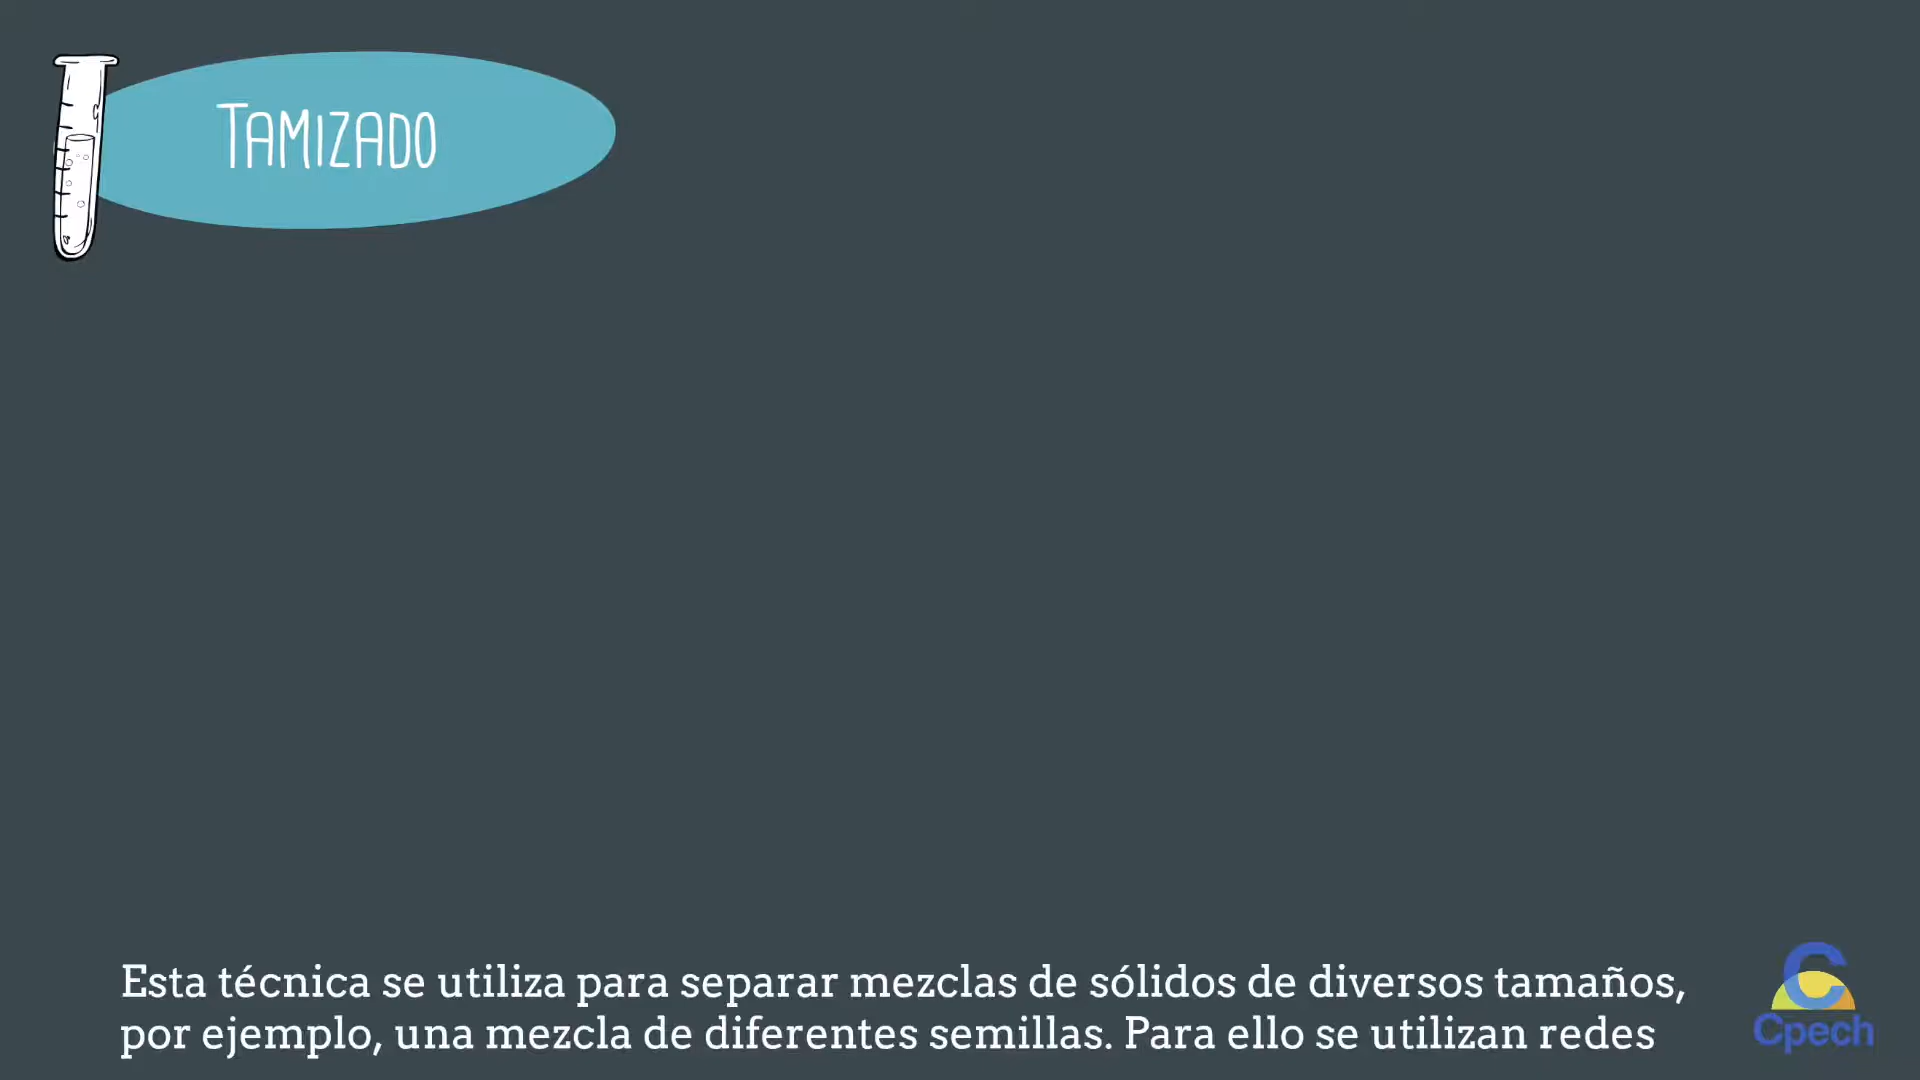 TAMIZADO
Esta técnica se utiliza para separar mezclas de sólidos de diversos tamaños,
por ejemplo, una mezcla de diferentes semillas. Para ello se utilizan redes
Cpech